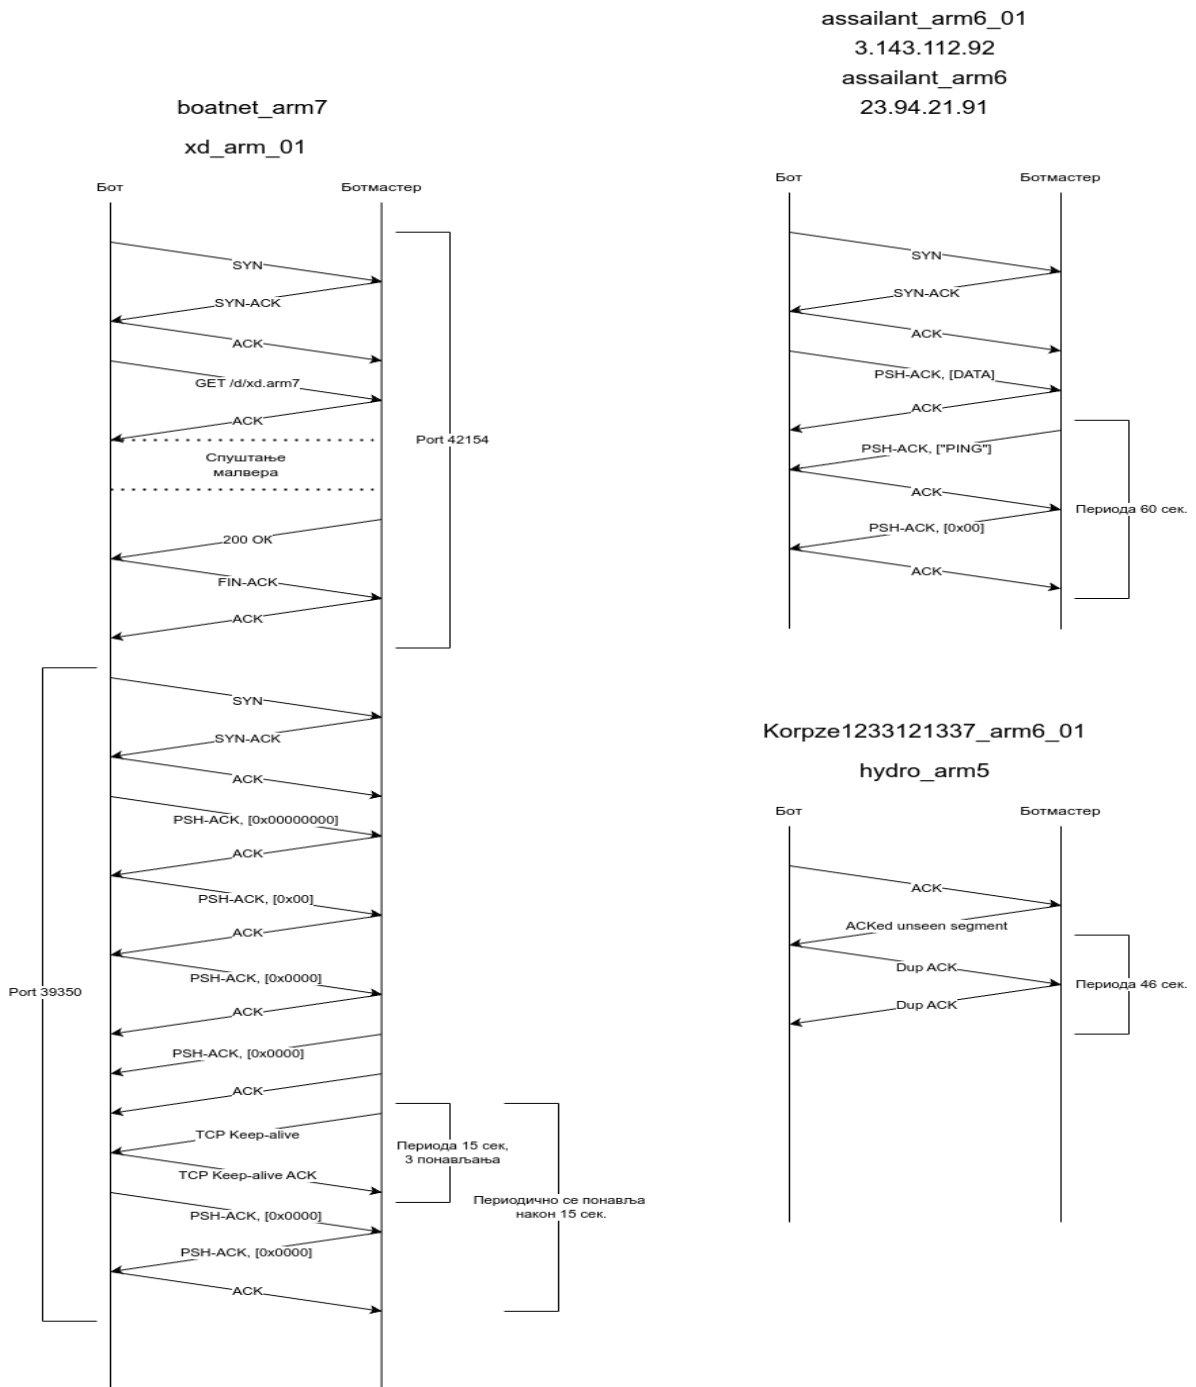 boatnet_arm7
xd_arm_01
Бот
Ботмастер
SYN
SYN-ACK
ACK
GET /d/xd.arm7
ACK
Спуштање
малвера
200 OK
FIN-ACK
ACK
Port 42154
SYN
SYN-ACK
ACK
PSH-ACK, [0x00000000]
ACK
PSH-ACK, [0x00]
ACK
PSH-ACK, [0x0000]
ACK
PSH-ACK, [0x0000]
ACK
TCP Keep-alive
TCP Keep-alive ACK
PSH-ACK, [0x0000]
PSH-ACK, [0x0000]
ACK
Port 39350
Периода 15 сек,
3 понављања
Периодично се понавља
након 15 сек.
assailant_arm6_01
3.143.112.92
assailant_arm6
23.94.21.91
Бот
Ботмастер
SYN
SYN-ACK
ACK
PSH-ACK, [DATA]
ACK
PSH-ACK, ["PING"]
ACK
PSH-ACK, [0x00]
ACK
Периода 60 сек.
Korpze1233121337_arm6_01
hydro_arm5
Бот
Ботмастер
ACK
ACKed unseen segment
Dup ACK
Dup ACK
Периода 46 сек.